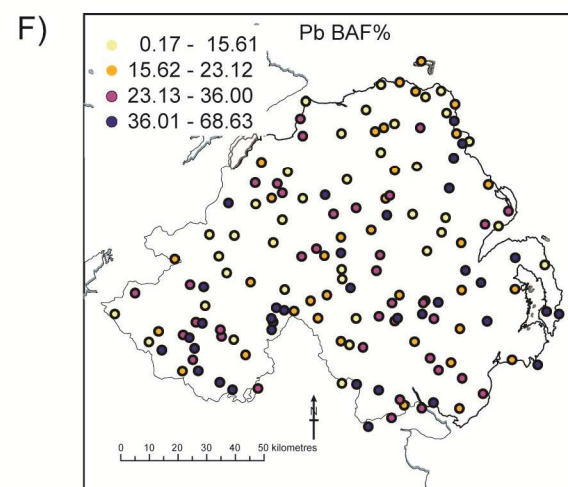 F)
Pb BAF%
0.17 - 15.61
15.62 - 23.12
23.13 - 36.00
36.01 - 68.63
N
0 10 20 30 40 50 kilometres